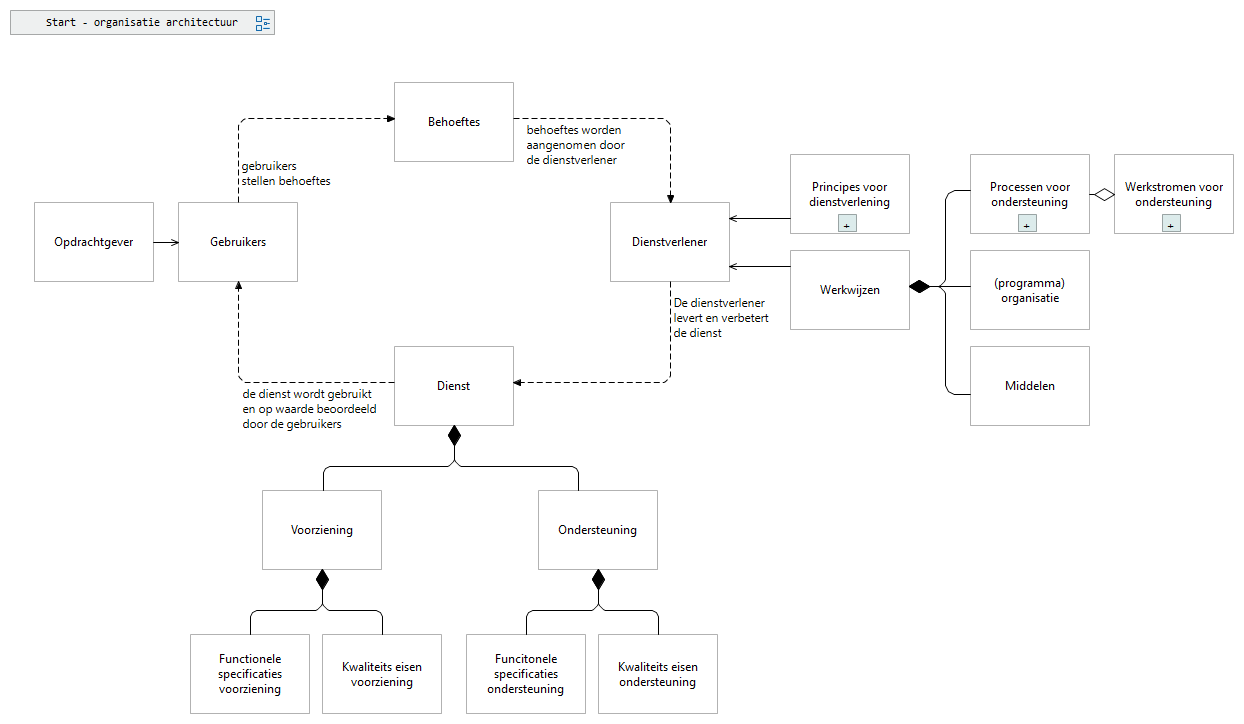 Start - organisatie architectuur
Behoeftes
behoeftes worden
aangenomen door
de dienstverlener
gebruikers
stellen behoeftes
Opdrachtgever
Gebruikers
Dienstverlener
Principes voor
dienstverlening
+
Processen voor
ondersteuning
+
Werkstromen voor
ondersteuning
+
Werkwijzen
(programma)
organisatie
De dienstverlener
levert en verbetert
de dienst
Middelen
Dienst
de dienst wordt gebruikt
en op waarde beoordeeld
door de gebruikers
Voorziening
Ondersteuning
Functionele
specificaties
voorziening
Kwaliteits eisen
voorziening
Funcitonele
specificaties
ondersteuning
Kwaliteits eisen
ondersteuning